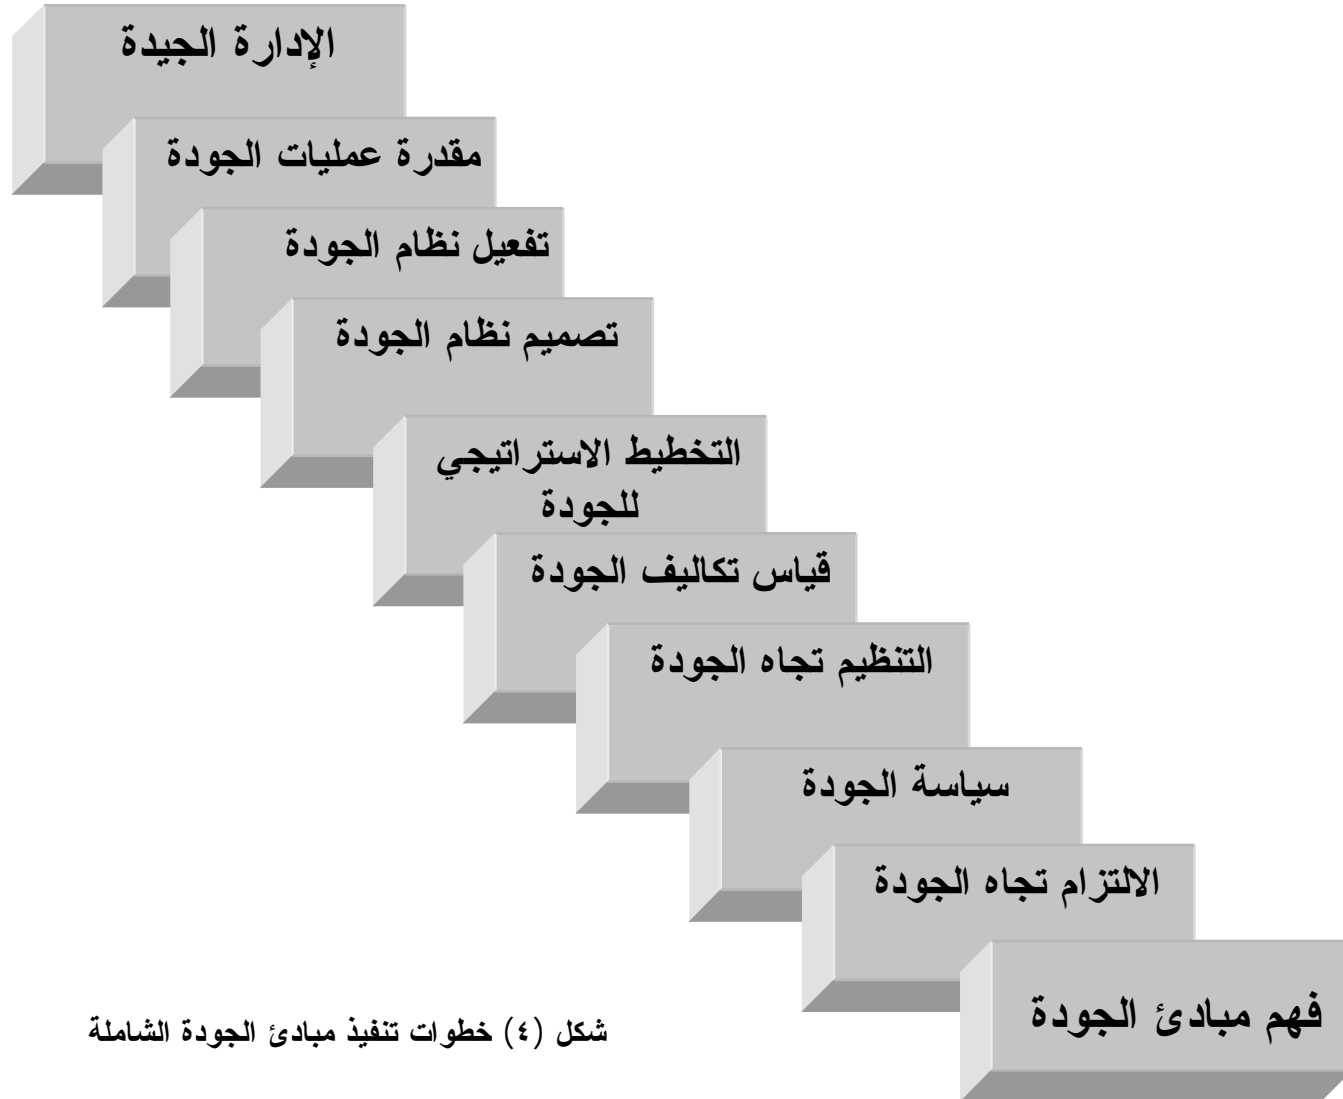 الإدارة الجيدة
مقدرة عمليات الجودة
تفعيل نظام الجودة
تصميم نظام الجودة
التخطيط الاستراتيجي
للجودة
قياس تكاليف الجودة
التنظيم تجاه الجودة
سياسة الجودة
الالتزام تجاه الجودة
فهم مبادئ الجودة
شكل (٤) خطوات تنفيذ مبادئ الجودة الشاملة